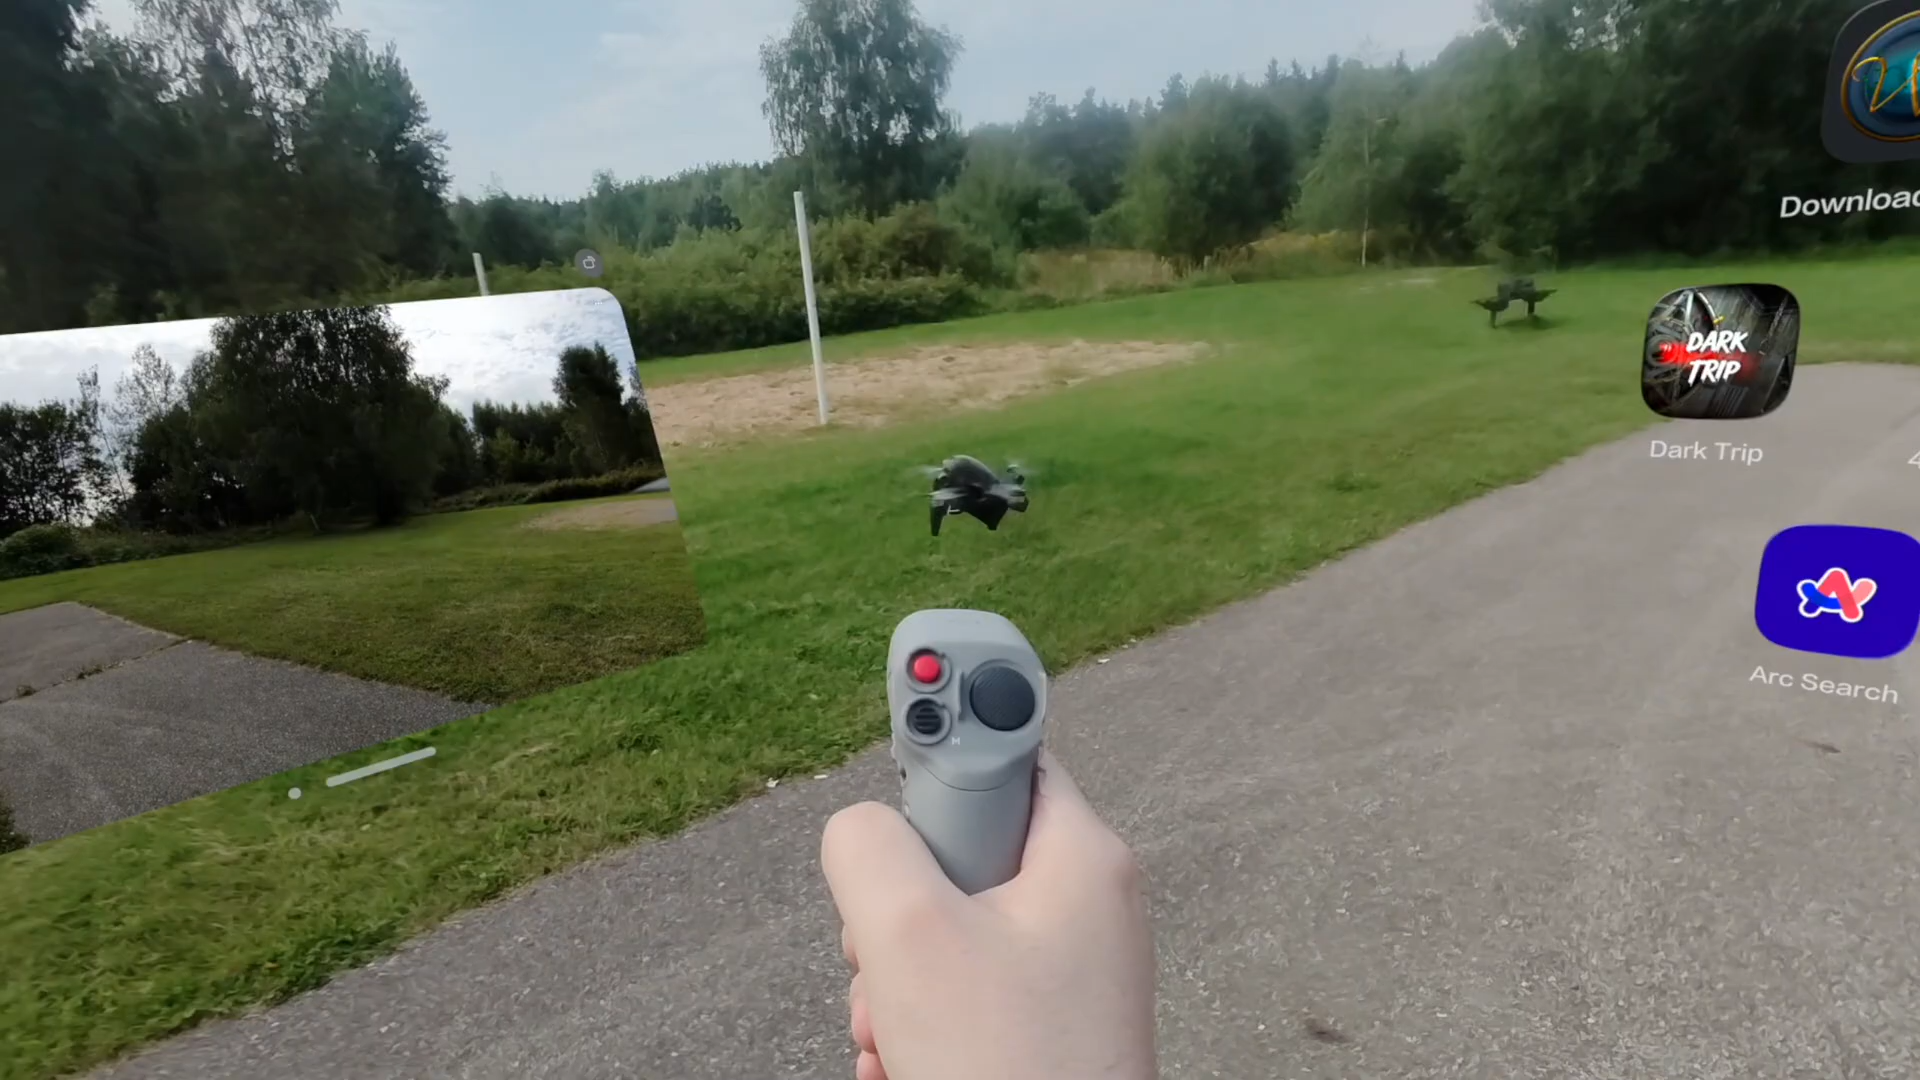 Download
DARK
TRIP
Dark Trip
Arc Search
M